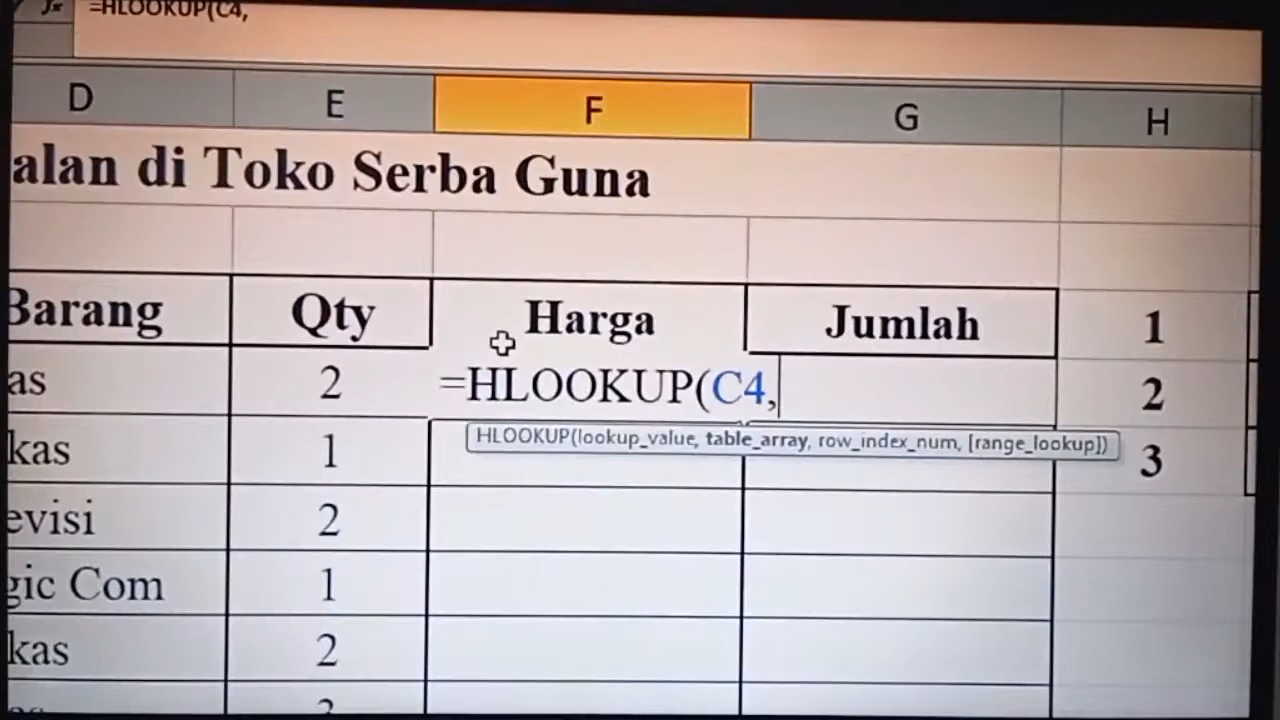 =HLOOKUP(C4,
D E F G H
alan di Toko Serba Guna
Barang Qty Harga Jumlah 1
as 2 =HLOOKUP(C4, 2
HLOOKUP(lookup_value, table_array, row_index_num, [range_lookup])
kas 1 3
evisi 2
gic Com 1
kas 2